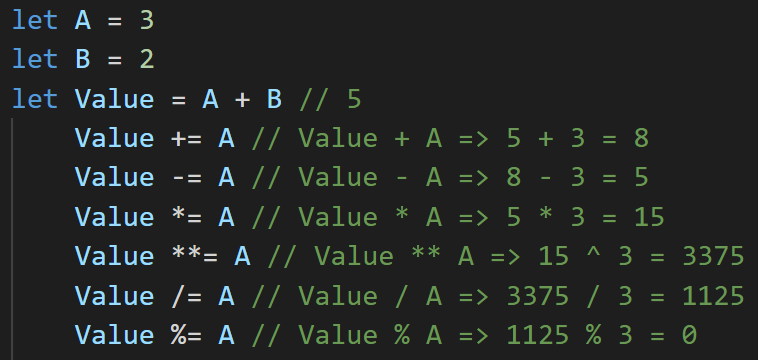 let A = 3
let B = 2
let Value = A + B // 5
Value += A // Value + A => 5 + 3 = 8
Value -= A // Value - A => 8 - 3 = 5
Value *= A // Value * A => 5 * 3 = 15
Value **= A // Value ** A => 15 ^ 3 = 3375
Value /= A // Value / A => 3375 / 3 = 1125
Value %= A // Value % A => 1125 % 3 = 0